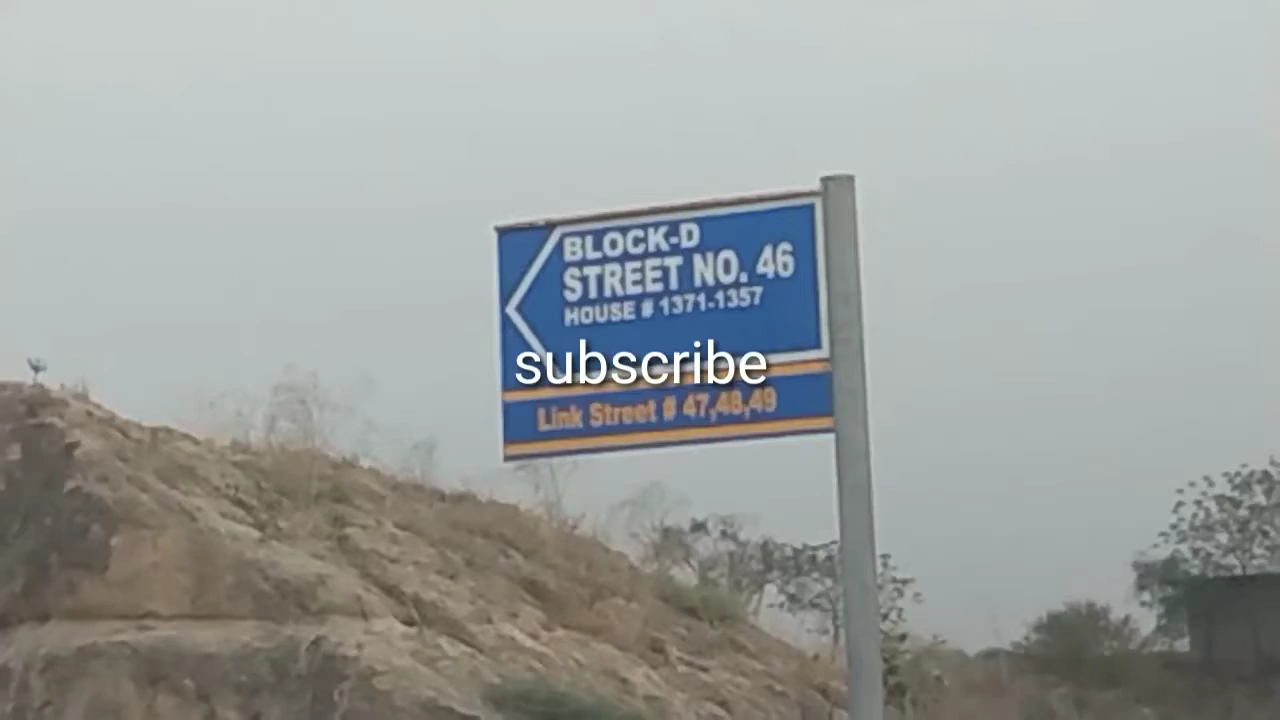 BLOCK-D
STREET NO. 46
HOUSE # 1371-1357
subscribe
Link Street # 47,48,49